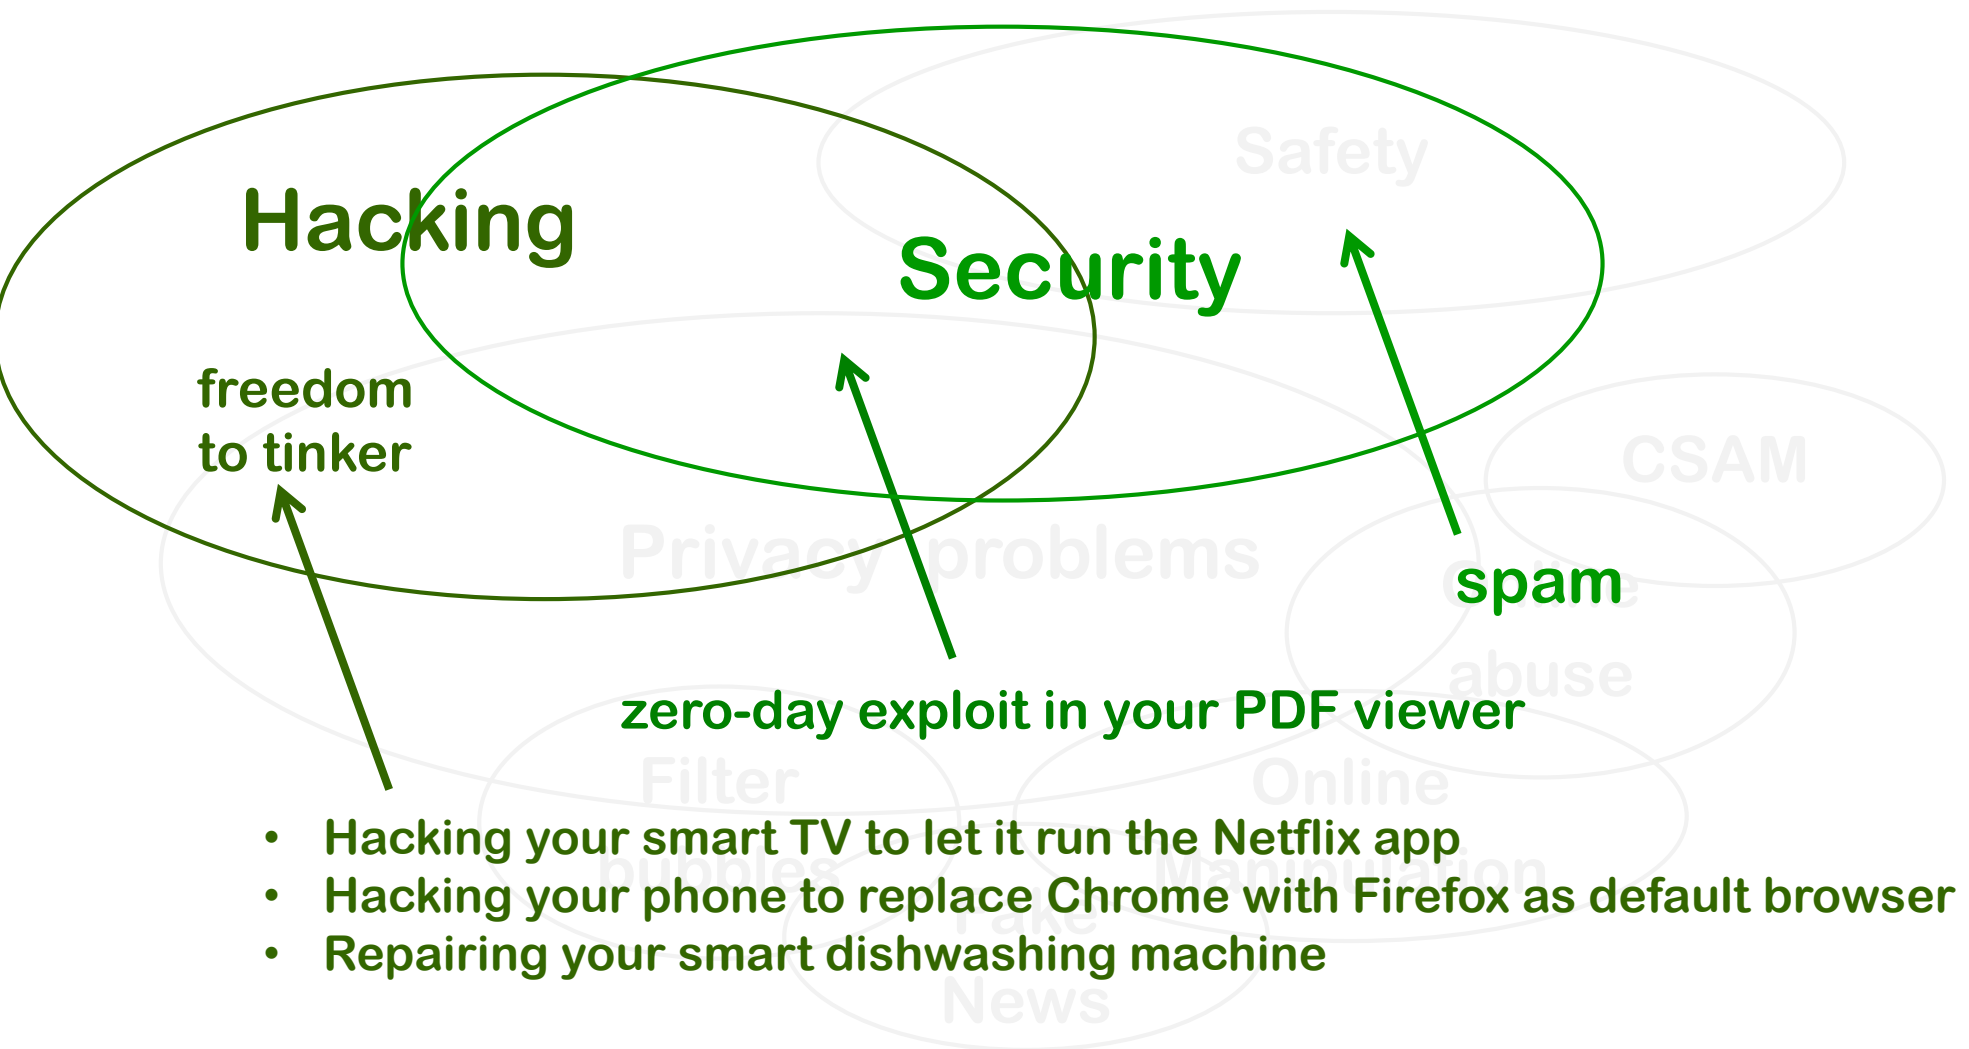 Safety
Hacking
Security
freedom
to tinker
CSAM
Privacy problems
Online
spam
abuse
zero-day exploit in your PDF viewer
Filter
bubbles
Online
Manipulation
• Hacking your smart TV to let it run the Netflix app
• Hacking your phone to replace Chrome with Firefox as default browser
• Repairing your smart dishwashing machine
Fake
News